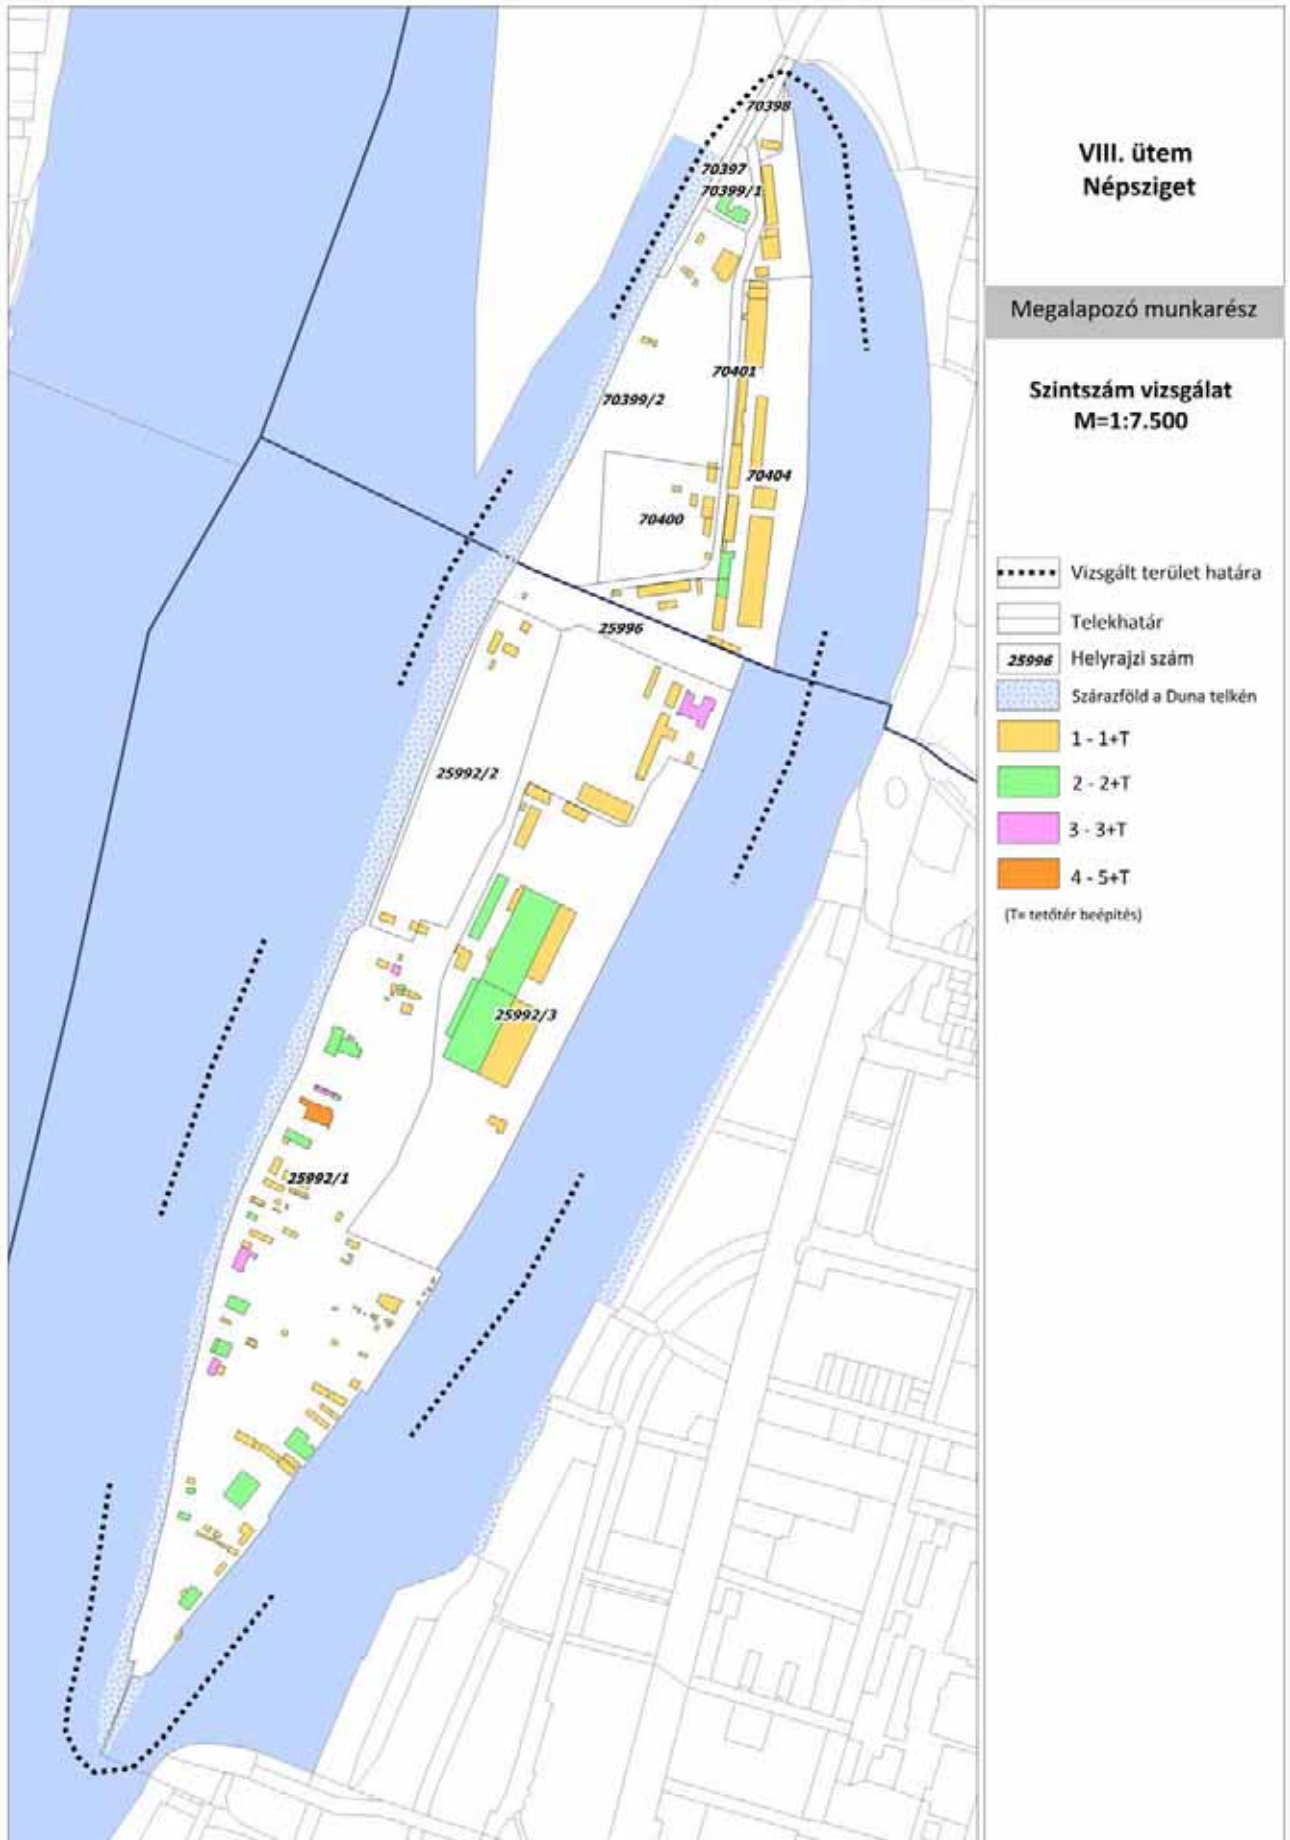 VIII. ütem
Népsziget
Megalapozó munkarész
Szintszám vizsgálat
M=1:7.500
Vizsgált terület határa
Telekhatár
25996 Helyrajzi szám
Szárazföld a Duna telkén
1 - 1+T
2 - 2+T
3 - 3+T
4 - 5+T
(T= tetőtér beépítés)
70398
70397
70399/1
70401
70399/2
70404
70400
25996
25992/2
25992/3
25992/1